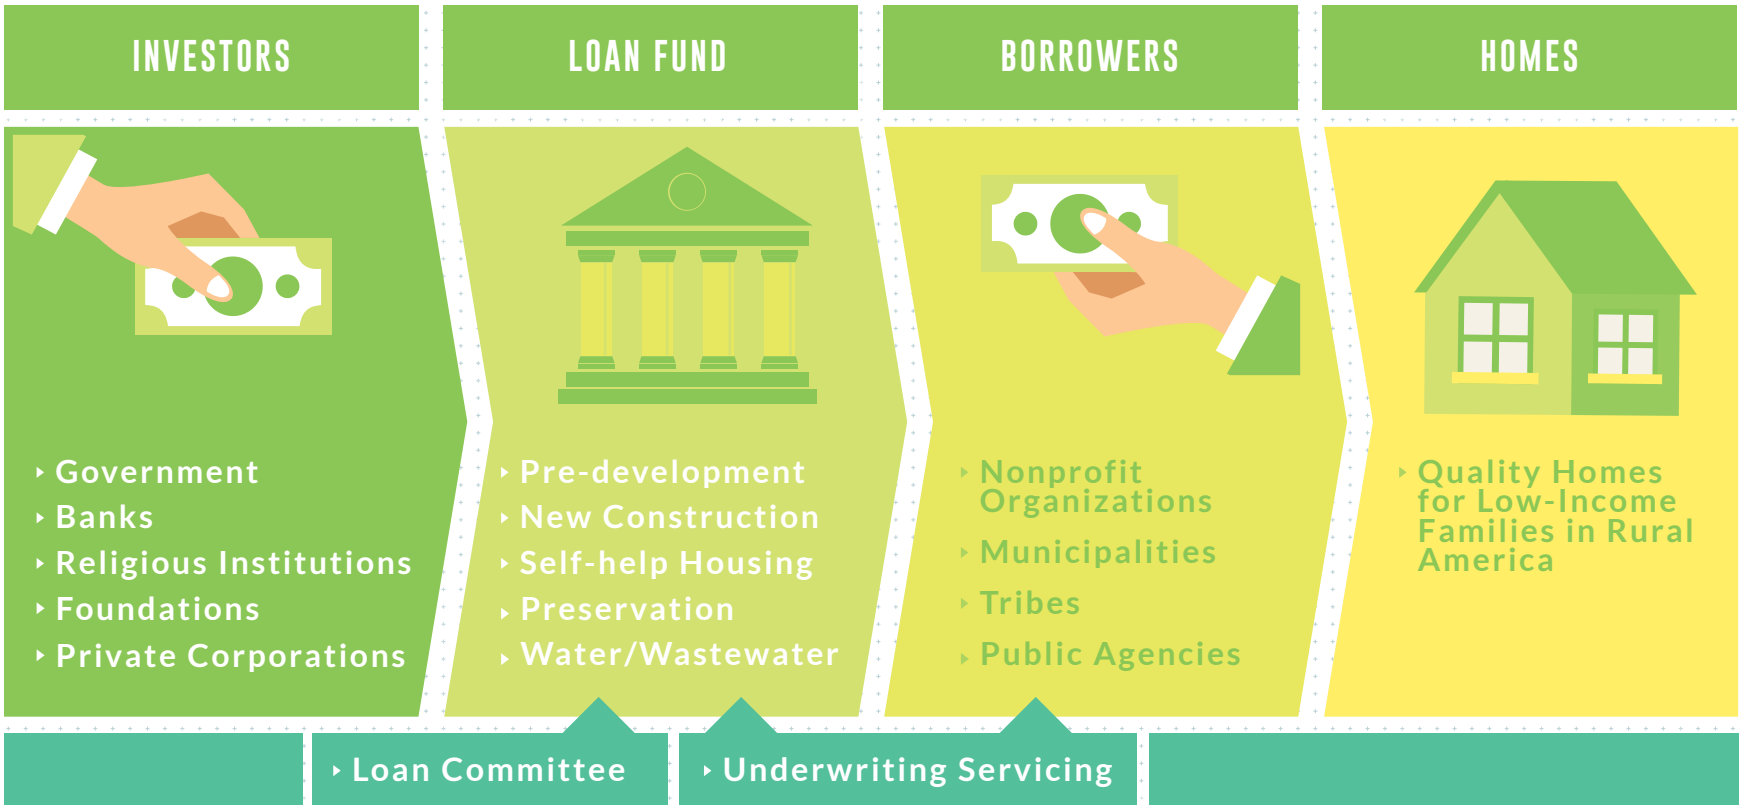 INVESTORS
LOAN FUND
BORROWERS
HOMES
Government
Banks
Religious Institutions
Foundations
Private Corporations
Pre-development
New Construction
Self-help Housing
Preservation
Water/Wastewater
Nonprofit
Organizations
Municipalities
Tribes
Public Agencies
Quality Homes
for Low-Income
Families in Rural
America
Loan Committee
Underwriting Servicing